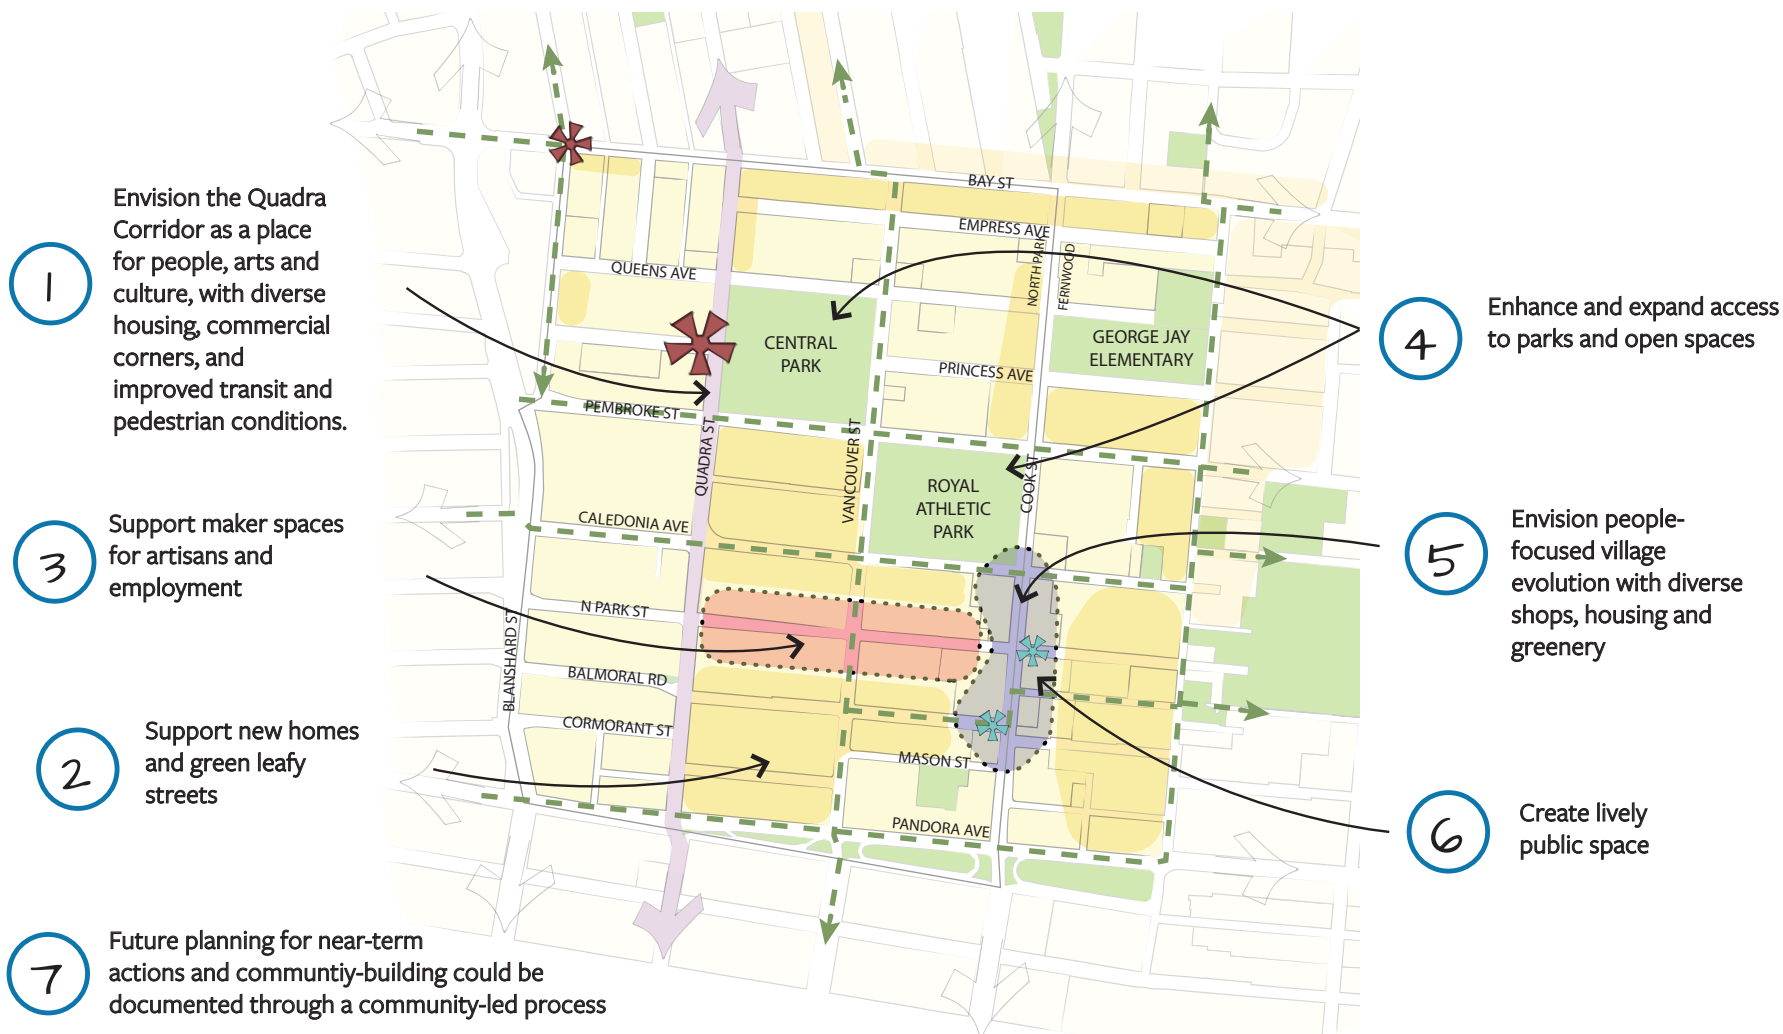 1
Envision the Quadra
Corridor as a place
for people, arts and
culture, with diverse
housing, commercial
corners, and
improved transit and
pedestrian conditions.
3
Support maker spaces
for artisans and
employment
2
Support new homes
and green leafy
streets
7
Future planning for near-term
actions and communtiy-building could be
documented through a community-led process
BAY ST
EMPRESS AVE
QUEENS AVE
NORTH PARK
FERNWOOD
CENTRAL
PARK
GEORGE JAY
ELEMENTARY
PRINCESS AVE
PEMBROKE ST
QUADRA ST
VANCOUVER ST
COOK ST
ROYAL
ATHLETIC
PARK
CALEDONIA AVE
N PARK ST
BLANSHARD ST
BALMORAL RD
CORMORANT ST
MASON ST
PANDORA AVE
4
Enhance and expand access
to parks and open spaces
5
Envision people-
focused village
evolution with diverse
shops, housing and
greenery
6
Create lively
public space